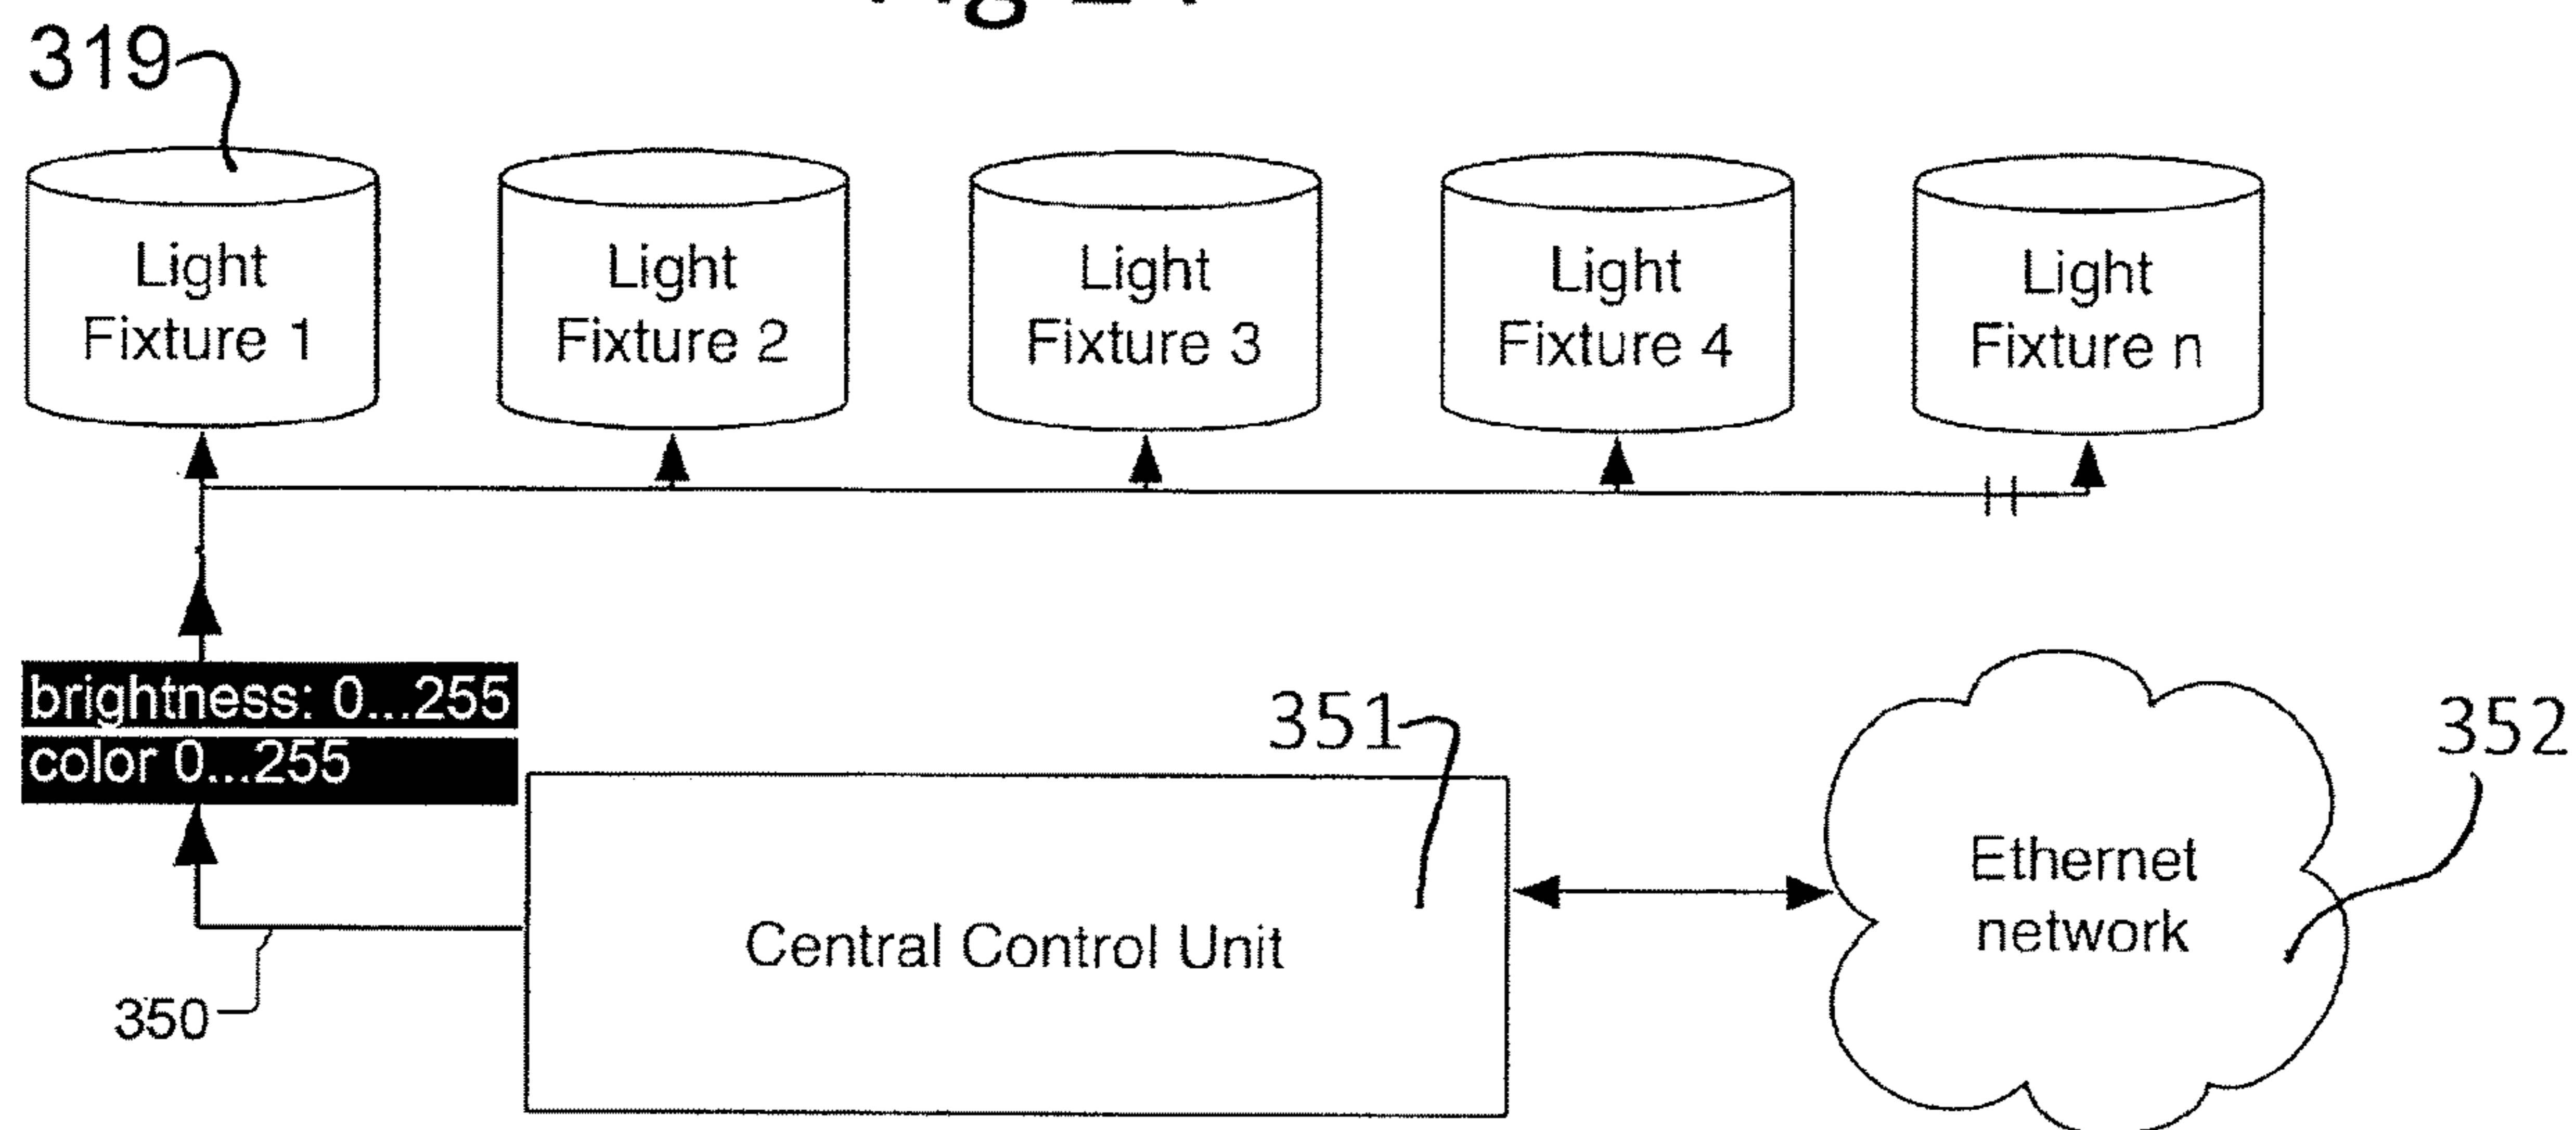 319
Light
Fixture 1
Light
Fixture 2
Light
Fixture 3
Light
Fixture 4
Light
Fixture n
brightness: 0...255
color 0...255
351
352
Central Control Unit
Ethernet
network
350